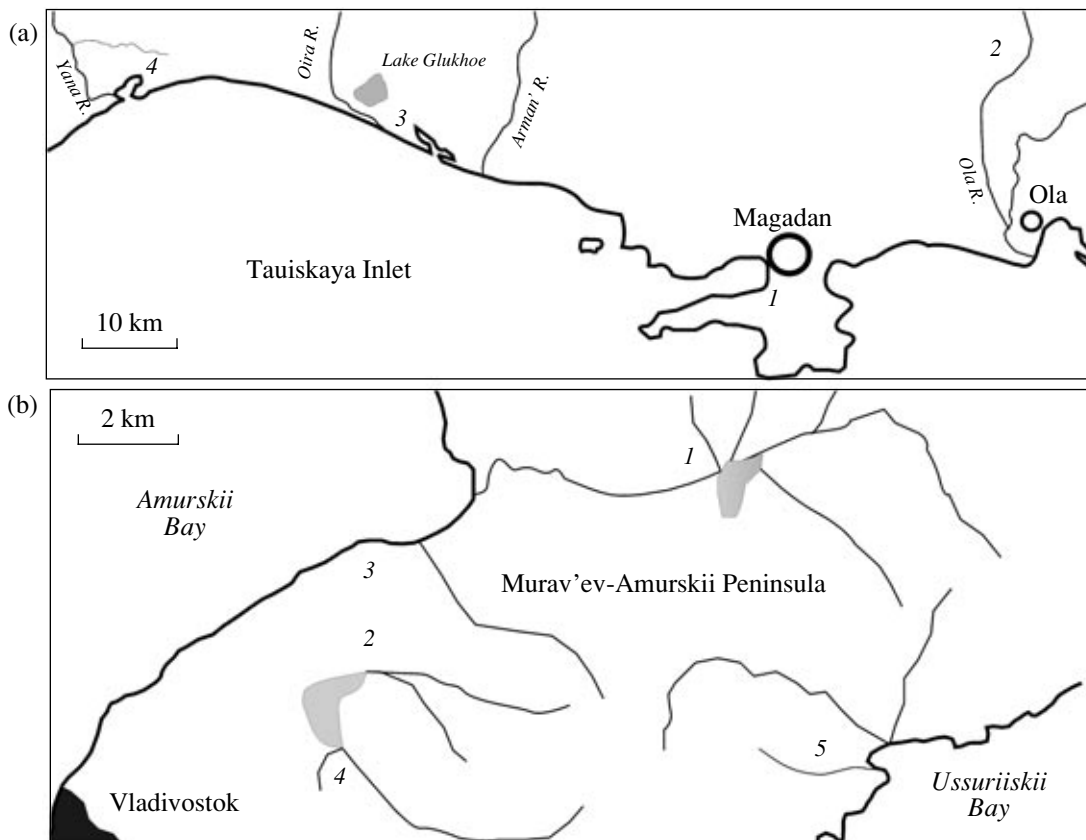 (a)
Yana R.
4
Oira R.
Lake Glukhoe
3
Arman’ R.
2
Ola R.
Ola
Magadan
1
Tauiskaya Inlet
10 km
(b)
2 km
1
Amurskii
Bay
3
Murav’ev-Amurskii Peninsula
2
5
4
Vladivostok
Ussuriiskii
Bay